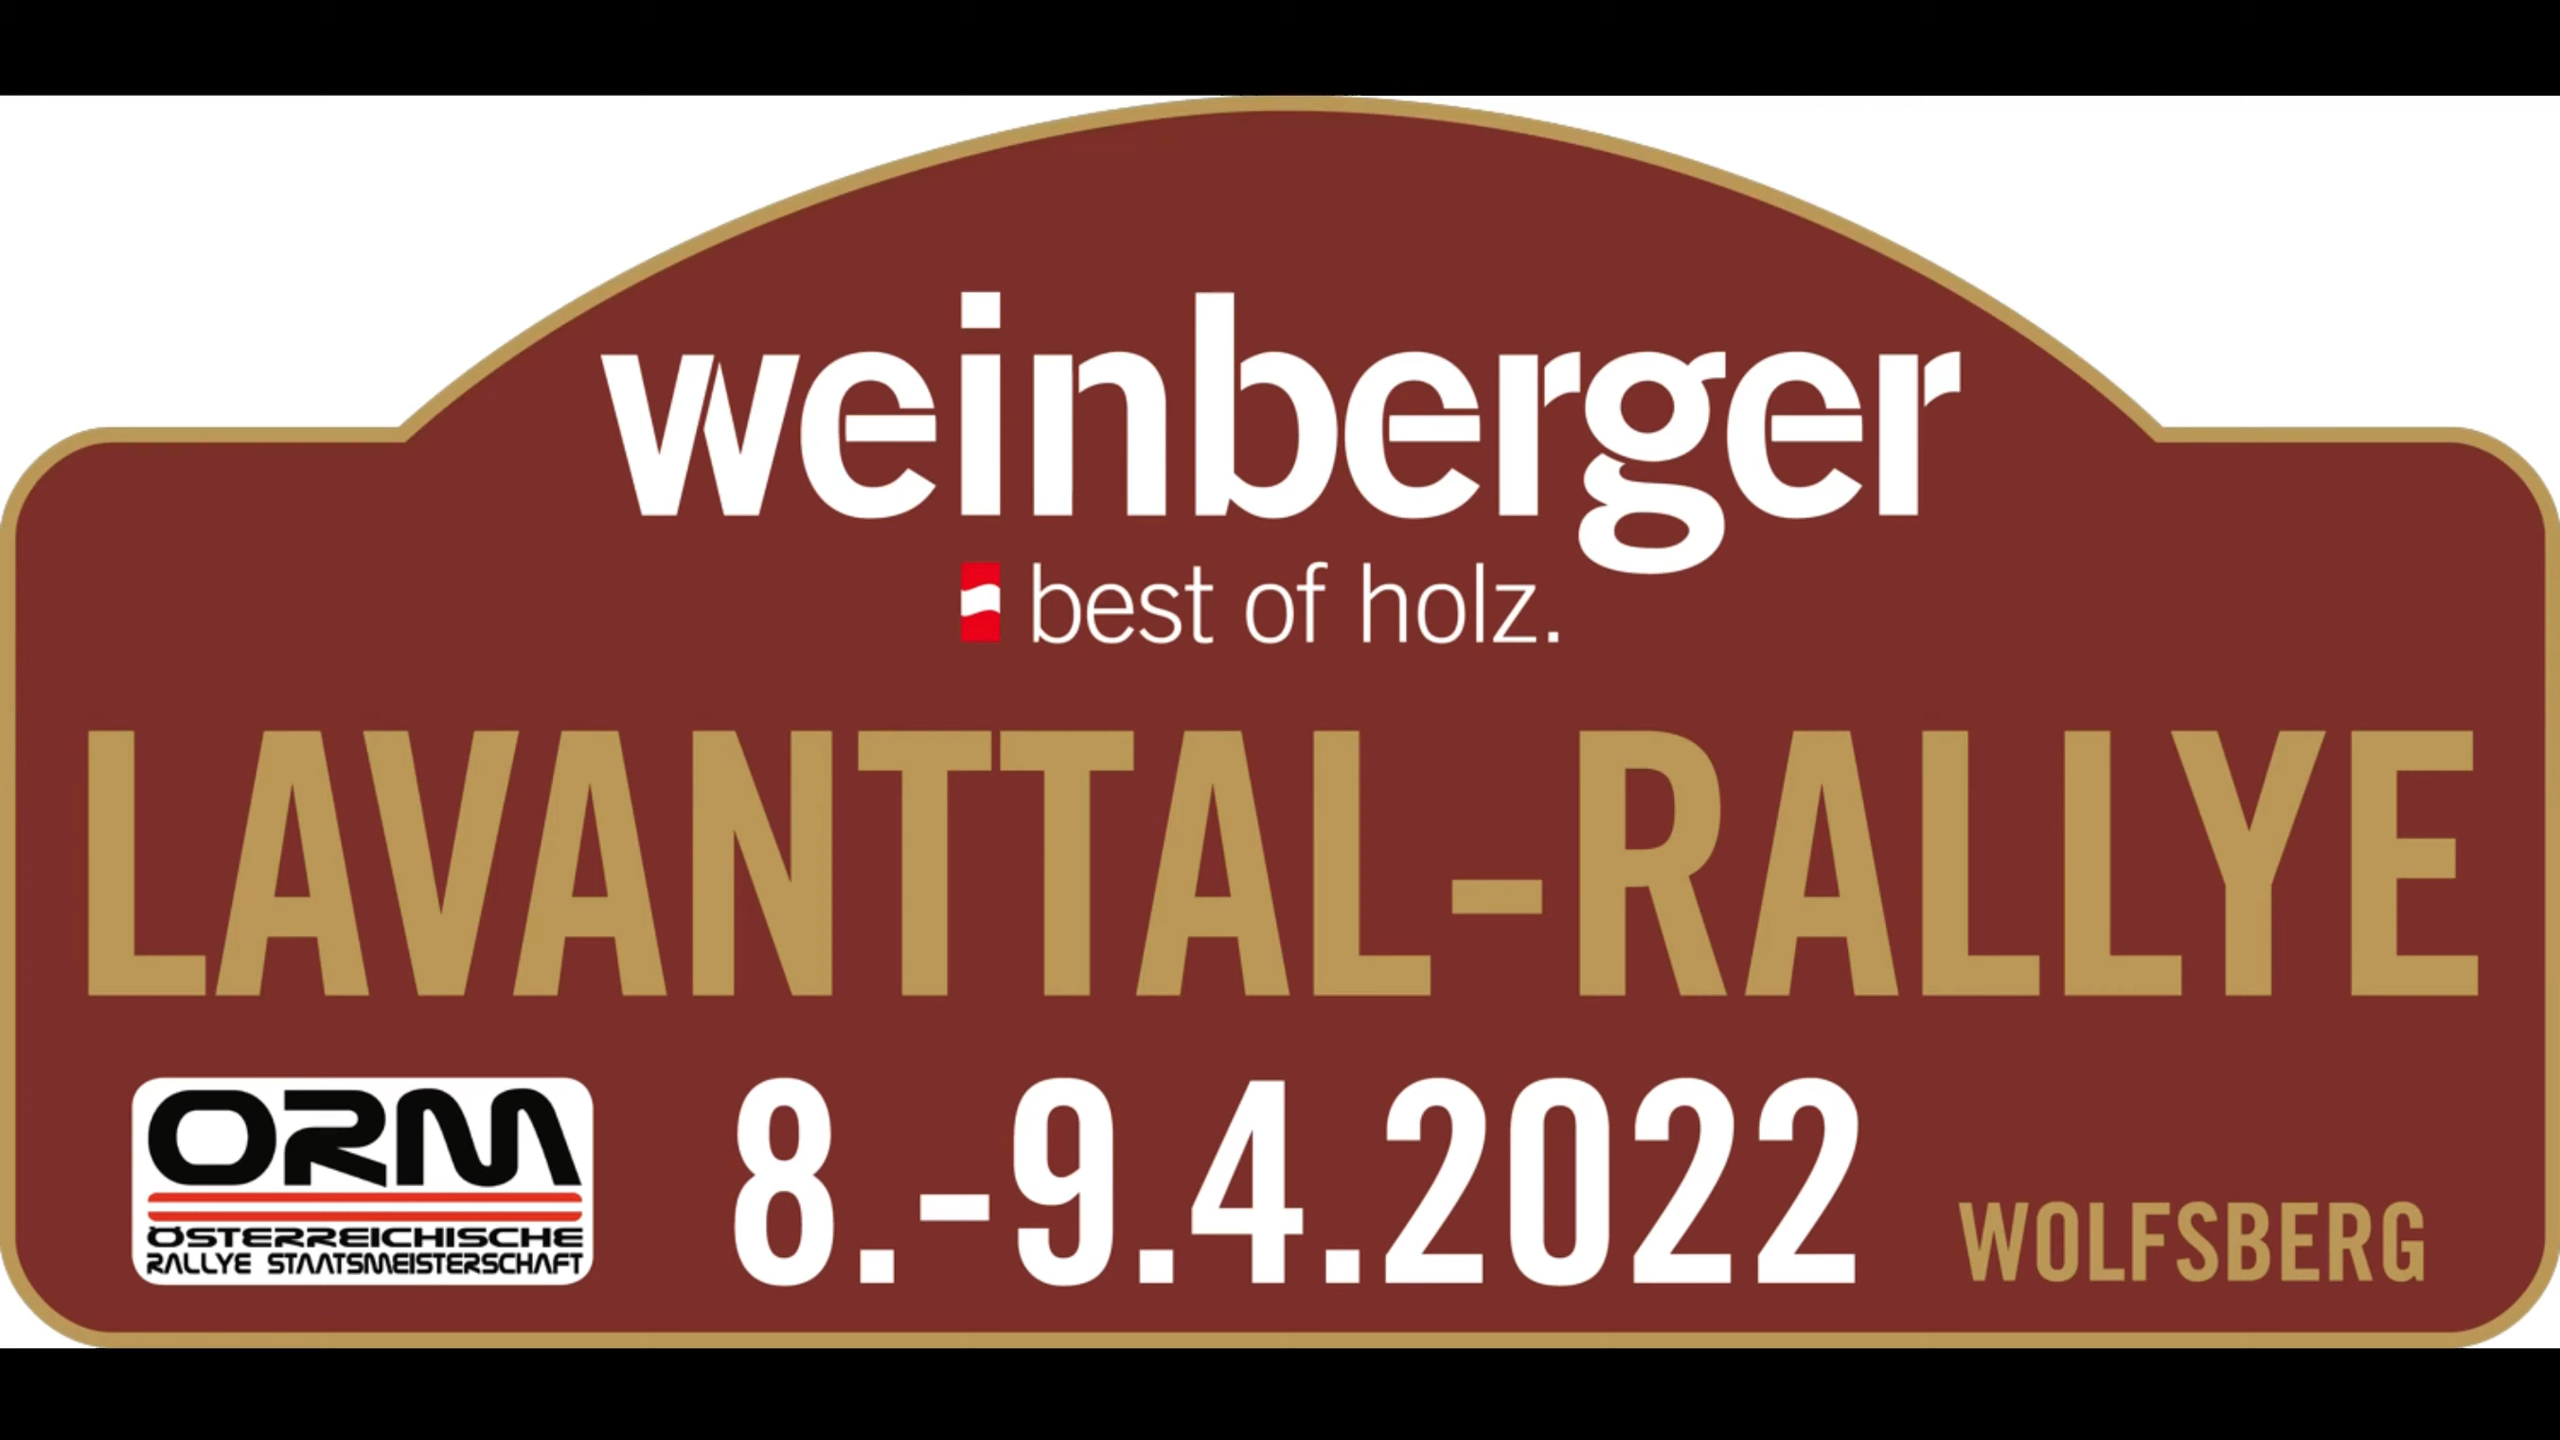 weinberger
best of holz.
LAVANTTAL-RALLYE
ORM
ÖSTERREICHISCHE
RALLYE STAATSMEISTERSCHAFT
8.-9.4.2022
WOLFSBERG